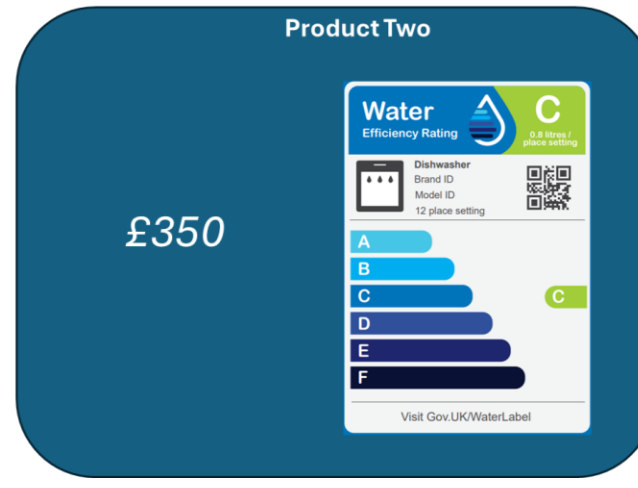 Product Two
£350
Water
Efficiency Rating
C
0.8 litres /
place setting
Dishwasher
Brand ID
Model ID
12 place setting
A
B
C
C
D
E
F
Visit Gov.UK/WaterLabel